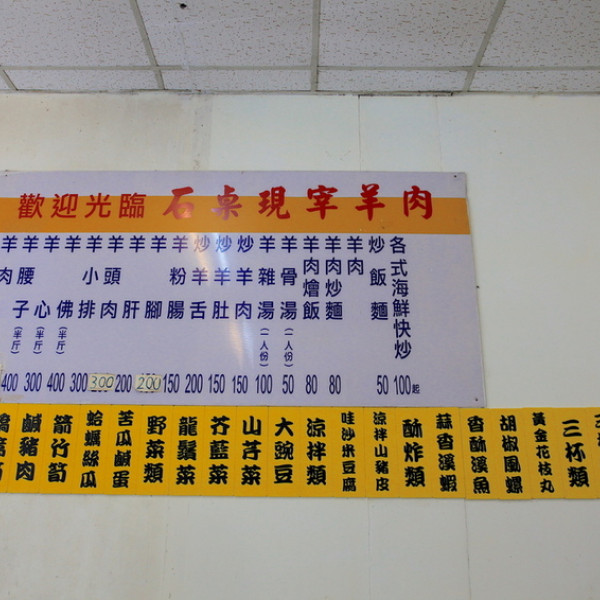 歡迎光臨 石桌現宰羊肉
羊肉
羊腰子(半斤) 400
羊心(半斤) 300
羊佛(半斤) 400
羊小排 300
羊頭肉 300
羊肝 200
羊腳 200
羊粉腸 150
炒羊舌 200
炒羊肚 150
炒羊肉 150
羊雜湯(一人份) 100
羊骨湯(一人份) 50
羊肉燴飯 80
羊肉炒麵 80
羊肉
炒飯麵 50
各式海鮮快炒 100起
鹹豬肉
箭竹筍
蛤蠣絲瓜
苦瓜鹹蛋
野菜類
龍鬚菜
芥藍菜
山芹菜
大豌豆
涼拌類
哇沙米豆腐
涼拌山豬皮
酥炸類
蒜香溪蝦
香酥溪魚
胡椒風螺
黃金花枝丸
三杯類